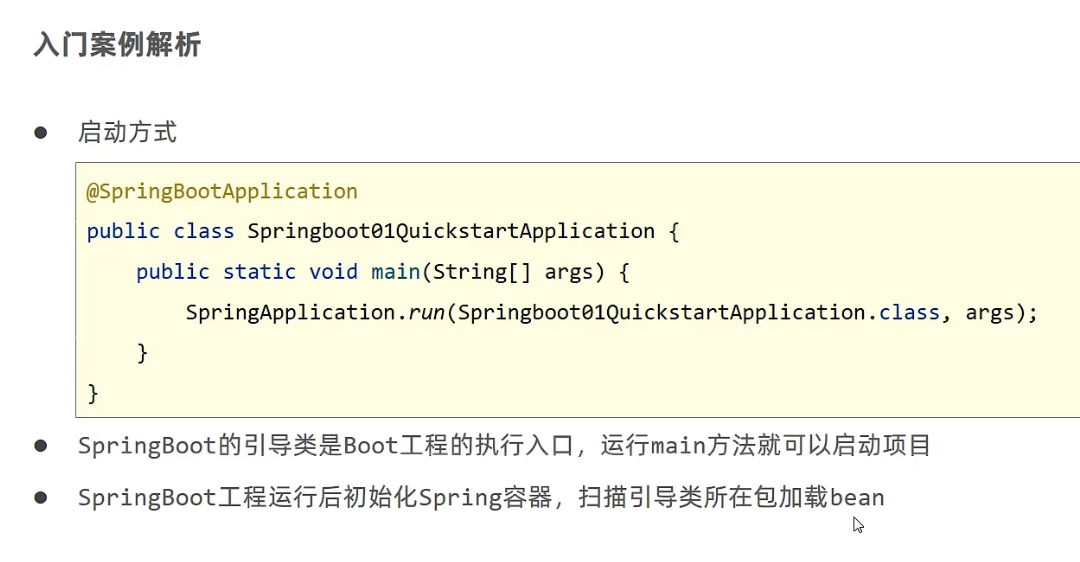 入门案例解析
● 启动方式
@SpringBootApplication
public class Springboot01QuickstartApplication {
    public static void main(String[] args) {
        SpringApplication.run(Springboot01QuickstartApplication.class, args);
    }
}
● SpringBoot的引导类是Boot工程的执行入口，运行main方法就可以启动项目
● SpringBoot工程运行后初始化Spring容器，扫描引导类所在包加载bean